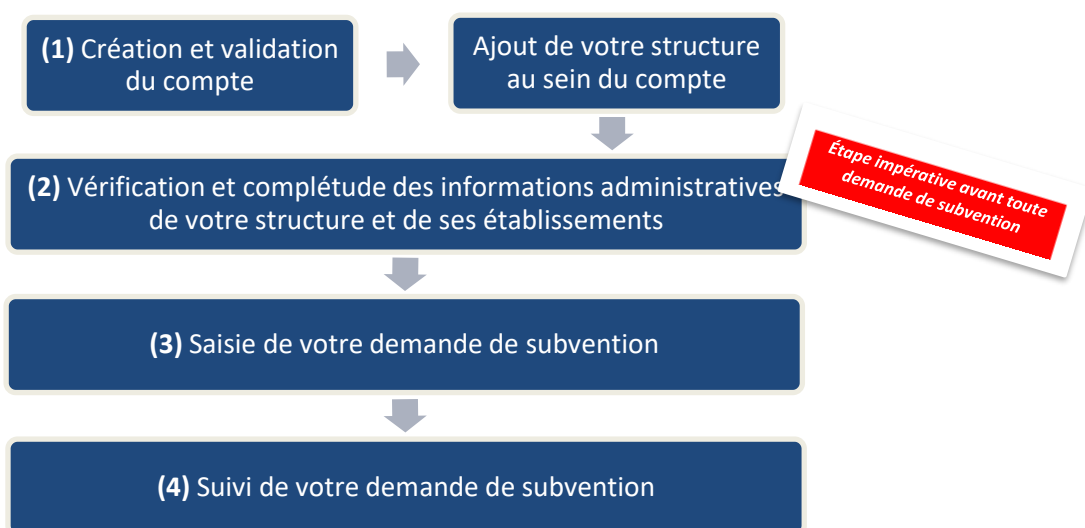 (1) Création et validation
du compte
Ajout de votre structure
au sein du compte
Étape impérative avant toute
demande de subvention
(2) Vérification et complétude des informations administratives
de votre structure et de ses établissements
(3) Saisie de votre demande de subvention
(4) Suivi de votre demande de subvention